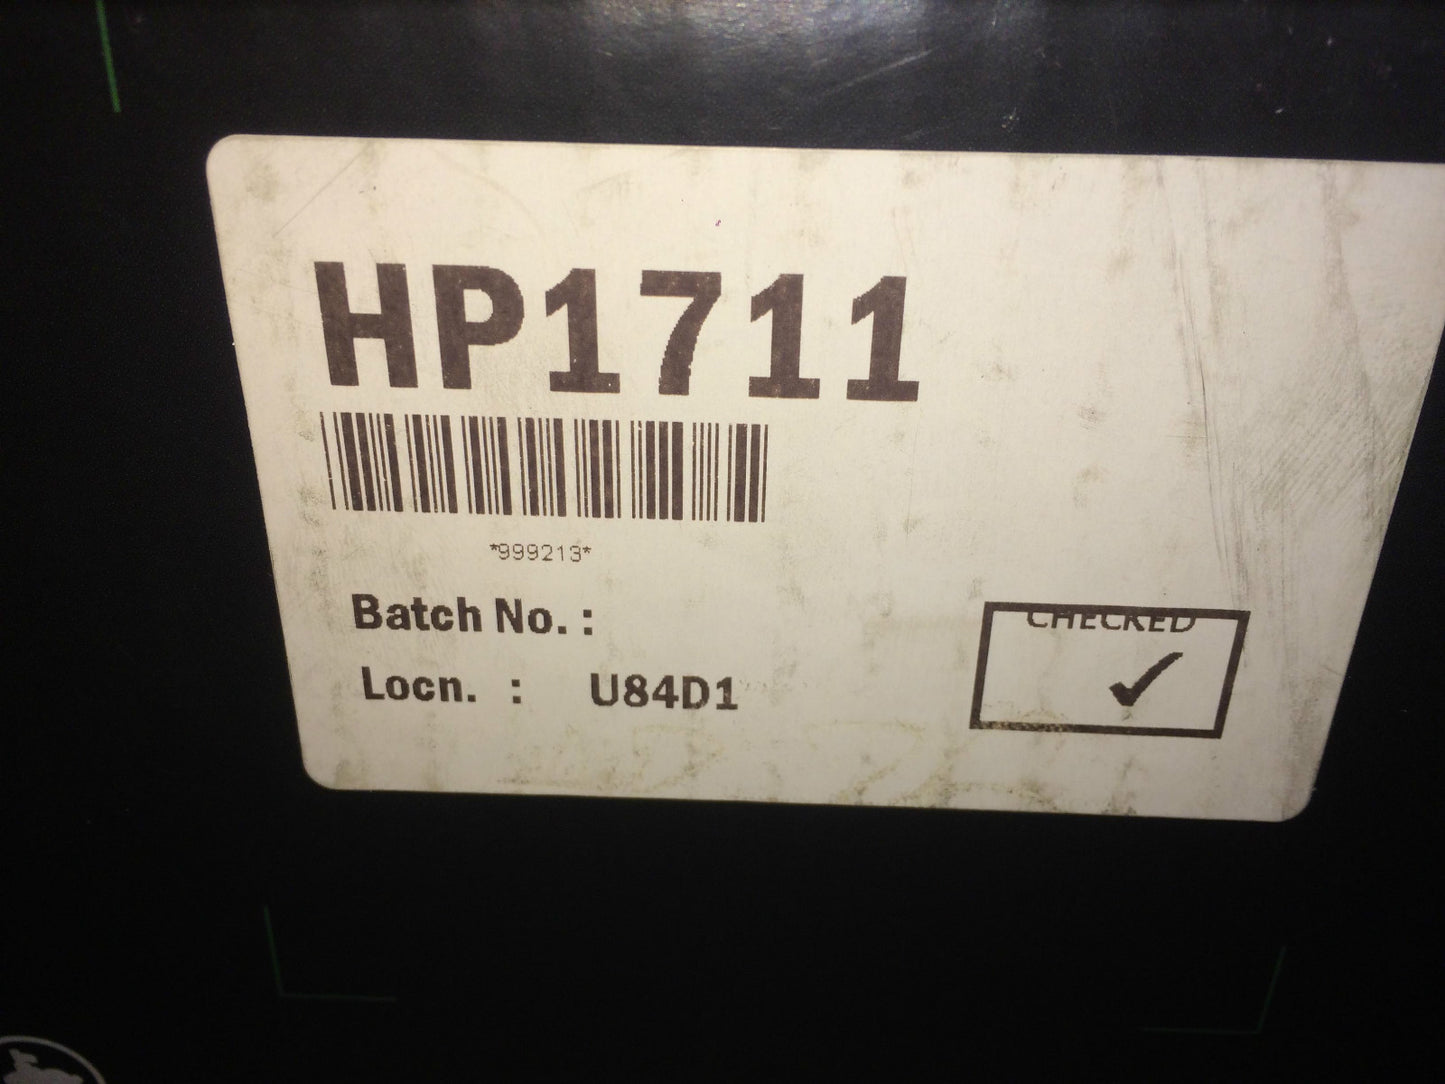 HP1711
*999213*
Batch No. :
Locn. : U84D1
CHECKED